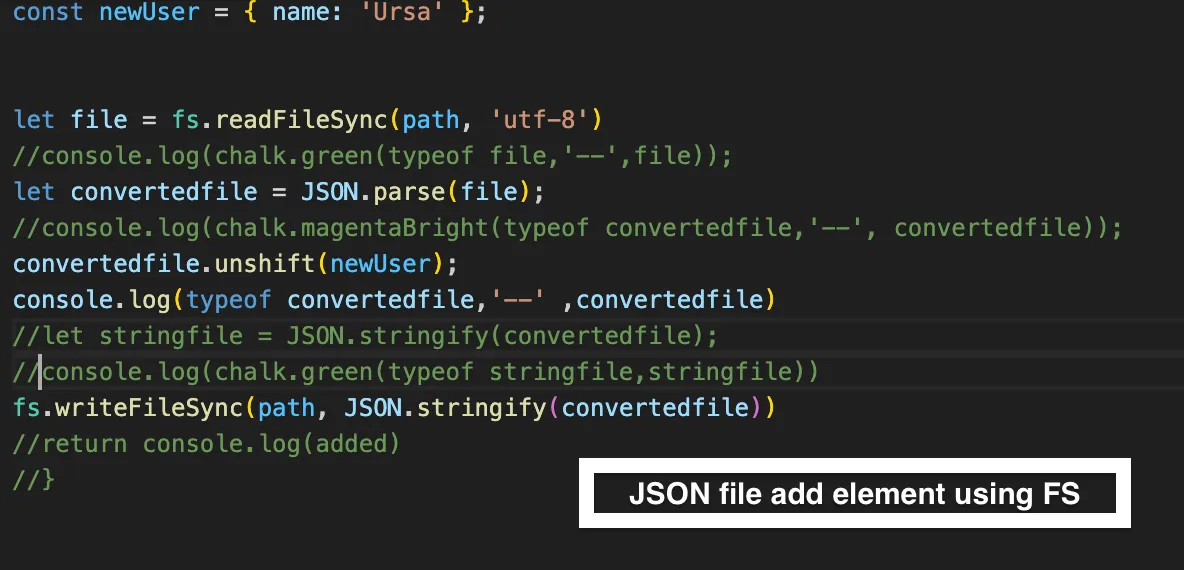 const newUser = { name: 'Ursa' };
let file = fs.readFileSync(path, 'utf-8')
//console.log(chalk.green(typeof file,'--',file));
let convertedfile = JSON.parse(file);
//console.log(chalk.magentaBright(typeof convertedfile,'--', convertedfile));
convertedfile.unshift(newUser);
console.log(typeof convertedfile,'--' ,convertedfile)
//let stringfile = JSON.stringify(convertedfile);
//console.log(chalk.green(typeof stringfile,stringfile))
fs.writeFileSync(path, JSON.stringify(convertedfile))
//return console.log(added)
//}
JSON file add element using FS